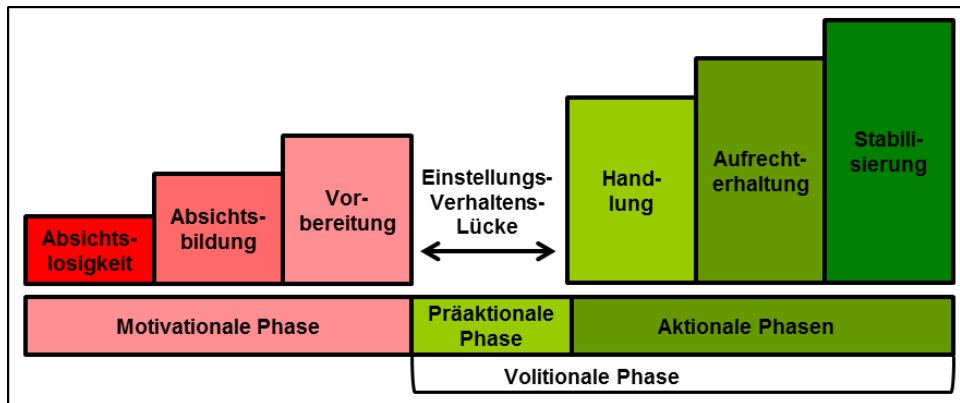 Absichts-
losigkeit
Absichts-
bildung
Vor-
bereitung
Einstellungs-
Verhaltens-
Lücke
Hand-
lung
Aufrecht-
erhaltung
Stabili-
sierung
Motivationale Phase
Präaktionale
Phase
Aktionale Phasen
Volitionale Phase